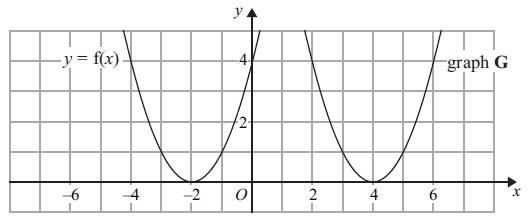 y
y = f(x)
4
graph G
2
–6 –4 –2 O 2 4 6 x